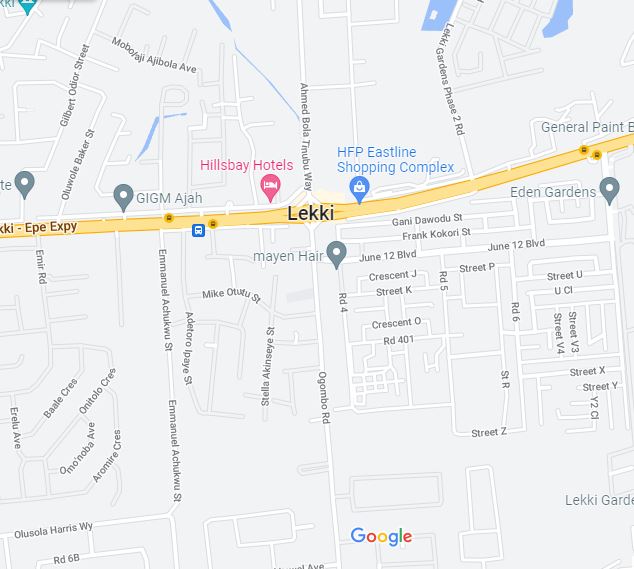 kki
Mobolaji Ajibola Ave
Gilbert Odior Street
Oluwole Baker St
Ahmed Bola Tinubu Way
Lekki Gardens Phase 2 Rd
General Paint B
Hillsbay Hotels
HFP Eastline
Shopping Complex
te
GIGM Ajah
Eden Gardens
Lekki
kki - Epe Expy
Gani Dawodu St
Frank Kokori St
June 12 Blvd
mayen Hair
Emir Rd
Emmanuel Achukwu St
Adetoro Ipaye St
Mike Otutu St
Stella Akinseye St
Crescent J
Street K
Street P
Street U
U Cl
Rd 4
Rd 5
Rd 6
Crescent O
Rd 401
Street V4
Street V3
Street X
Street Y
Y2 Cl
St R
Street Z
Ogombo Rd
Baale Cres
Onitolo Cres
Erelu Ave
Omo'noba Ave
Aromire Cres
Emmanuel Achukwu St
Lekki Garde
Olusola Harris Wy
Rd 6B
Google